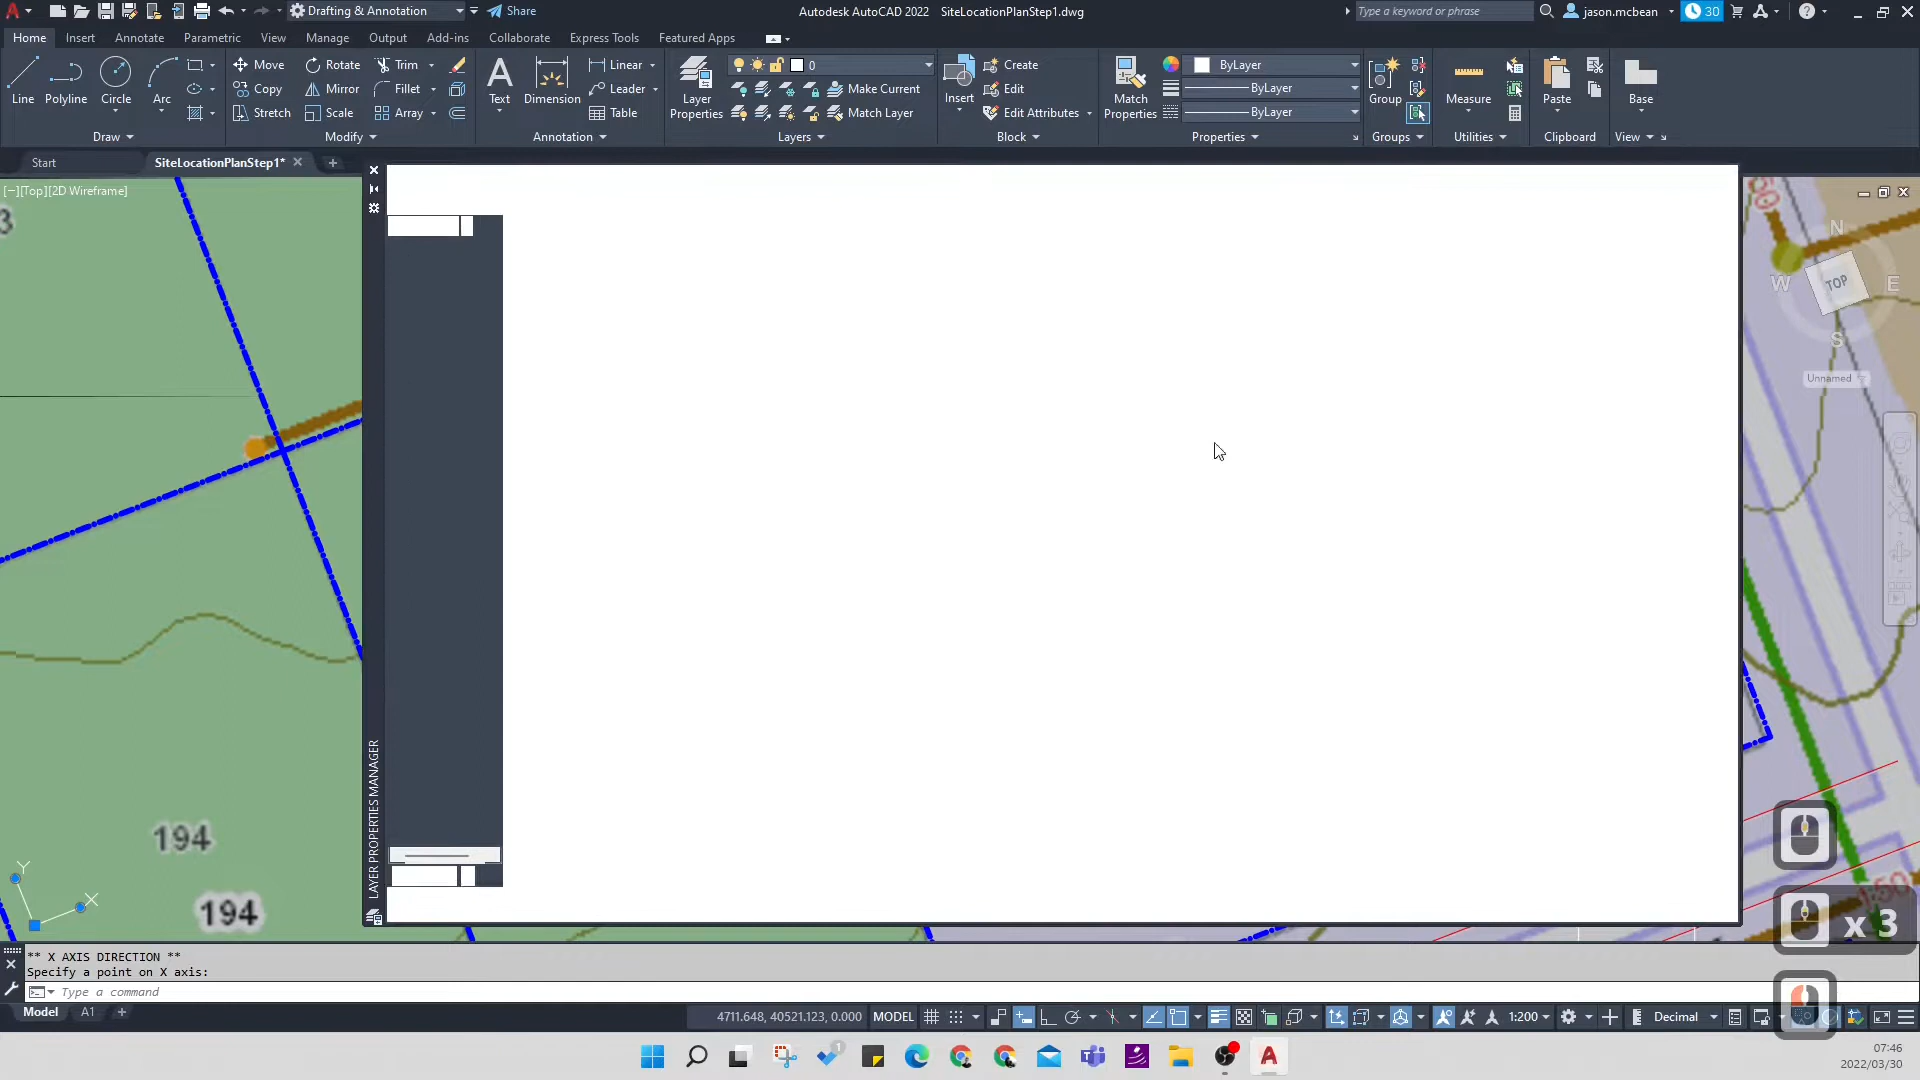 Drafting & Annotation
Share
Autodesk AutoCAD 2022 SiteLocationPlanStep1.dwg
Type a keyword or phrase
jason.mcbean
30
Home Insert Annotate Parametric View Manage Output Add-ins Collaborate Express Tools Featured Apps
Line Polyline Circle Arc
Move Rotate Trim
Copy Mirror Fillet
Stretch Scale Array
Text Dimension
Linear
Leader
Table
Layer Properties
0
Make Current
Match Layer
Insert
Create
Edit
Edit Attributes
Match Properties
ByLayer
ByLayer
ByLayer
Group
Measure
Paste
Base
Draw Modify Annotation Layers Block Properties Groups Utilities Clipboard View
Start
SiteLocationPlanStep1*
[−][Top][2D Wireframe]
3
N
W TOP E
S
Unnamed
LAYER PROPERTIES MANAGER
194
194
Y
X
x 3
** X AXIS DIRECTION **
Specify a point on X axis:
Type a command
Model A1
4711.648, 40521.123, 0.000 MODEL
1:200
Decimal
07:46
2022/03/30